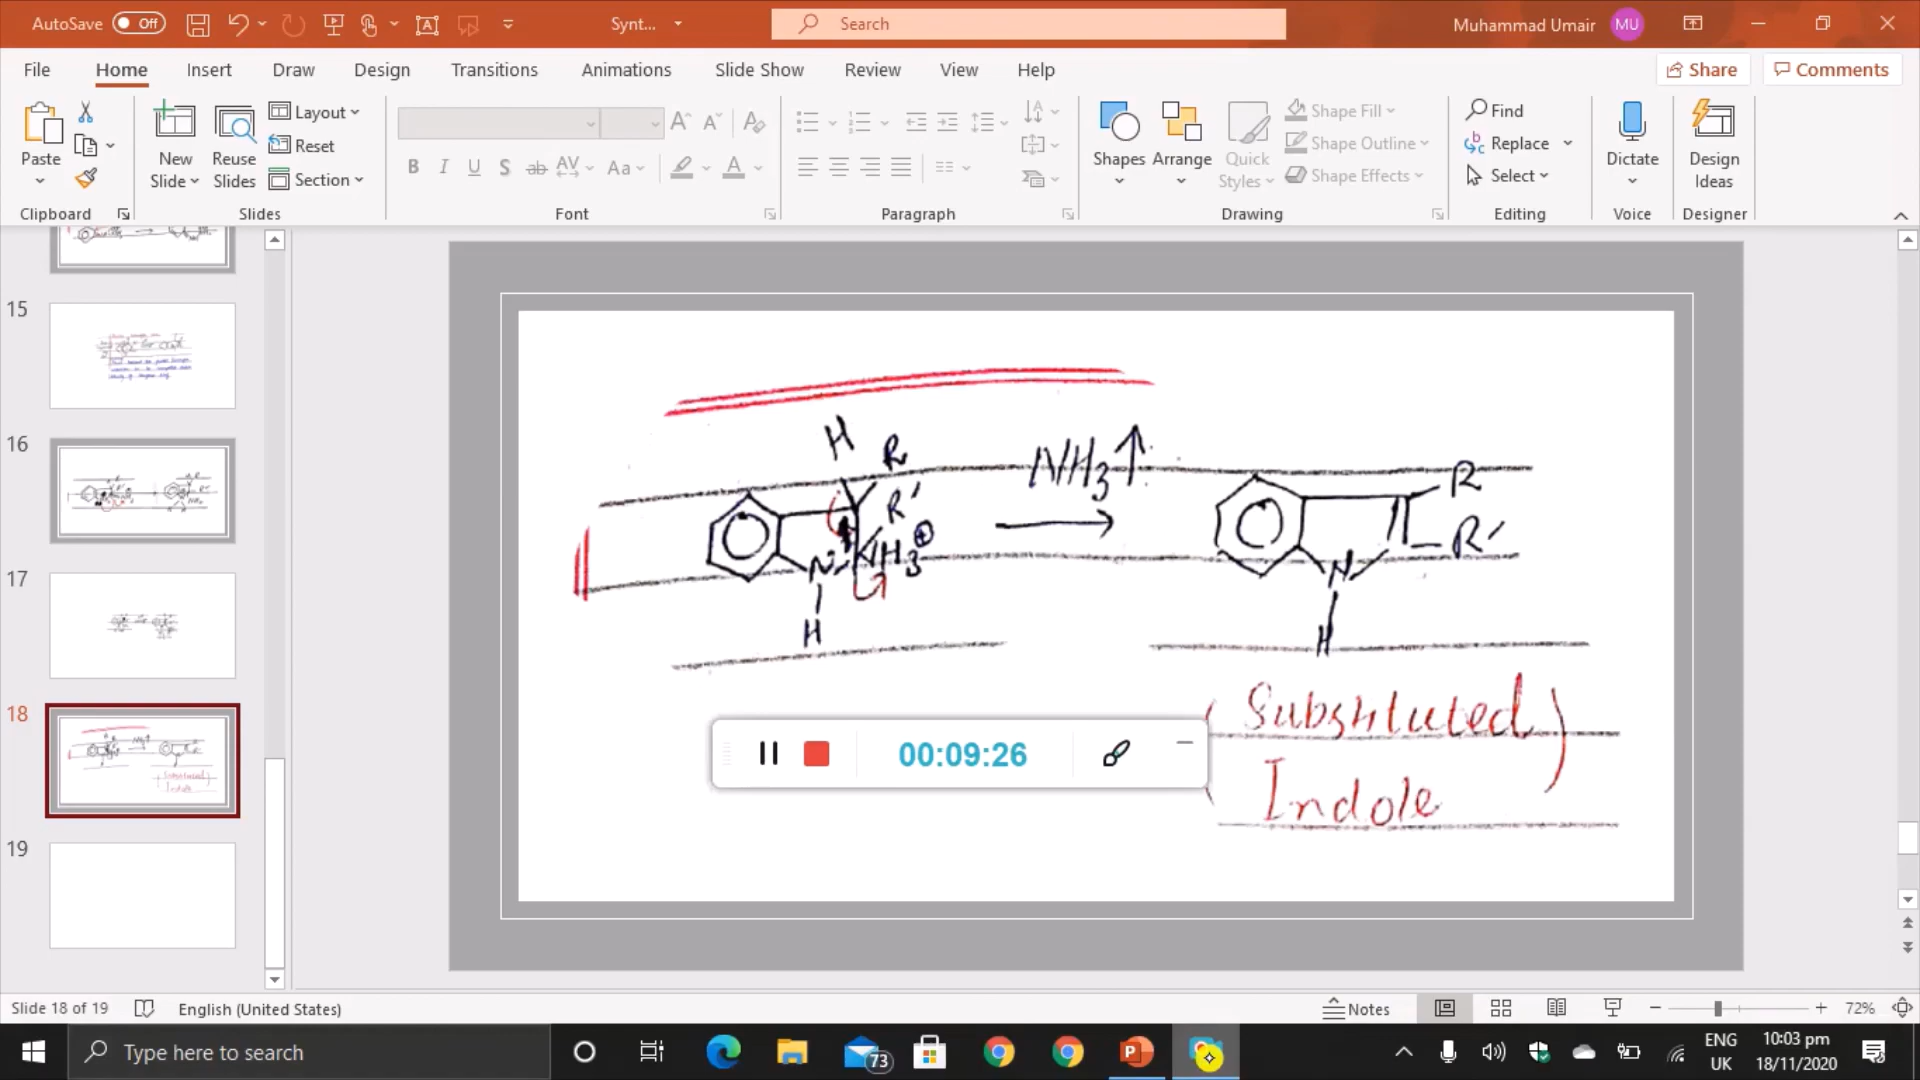 AutoSave Off Synt... Search Muhammad Umair MU
File Home Insert Draw Design Transitions Animations Slide Show Review View Help Share Comments
Paste New Slide Reuse Slides Layout Reset Section
B I U S ab AV Aa A
Shapes Arrange Quick Styles Shape Fill Shape Outline Shape Effects
Find Replace Select Dictate Design Ideas
Clipboard Slides Font Paragraph Drawing Editing Voice Designer
15
16
17
18
19
H
R
R'
NH3⊕
N
H
NH3↑
R
R'
N
H
(Substituted)
Indole
00:09:26
Slide 18 of 19 English (United States) Notes 72%
Type here to search 73 ENG UK 10:03 pm 18/11/2020